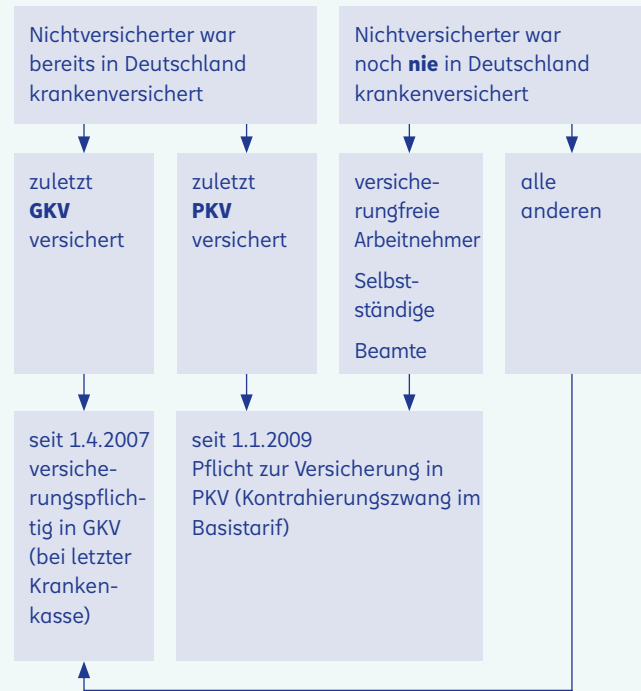 Nichtversicherter war
bereits in Deutschland
krankenversichert
Nichtversicherter war
noch nie in Deutschland
krankenversichert
zuletzt
GKV
versichert
zuletzt
PKV
versichert
versiche-
rungfreie
Arbeitnehmer
Selbst-
ständige
Beamte
alle
anderen
seit 1.4.2007
versiche-
rungspflich-
tig in GKV
(bei letzter
Kranken-
kasse)
seit 1.1.2009
Pflicht zur Versicherung in
PKV (Kontrahierungszwang im
Basistarif)